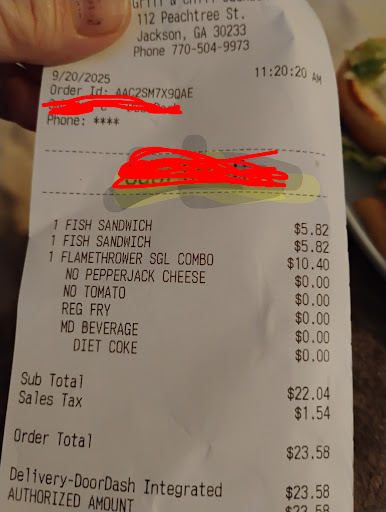 112 Peachtree St.
Jackson, GA 30233
Phone 770-504-9973
9/20/2025 11:20:20 AM
Order Id: AAC2SM7X9QAE
Phone: ****
1 FISH SANDWICH $5.82
1 FISH SANDWICH $5.82
1 FLAMETHROWER SGL COMBO $10.40
NO PEPPERJACK CHEESE $0.00
NO TOMATO $0.00
REG FRY $0.00
MD BEVERAGE $0.00
DIET COKE $0.00
Sub Total $22.04
Sales Tax $1.54
Order Total $23.58
Delivery-DoorDash Integrated $23.58
AUTHORIZED AMOUNT $23.58